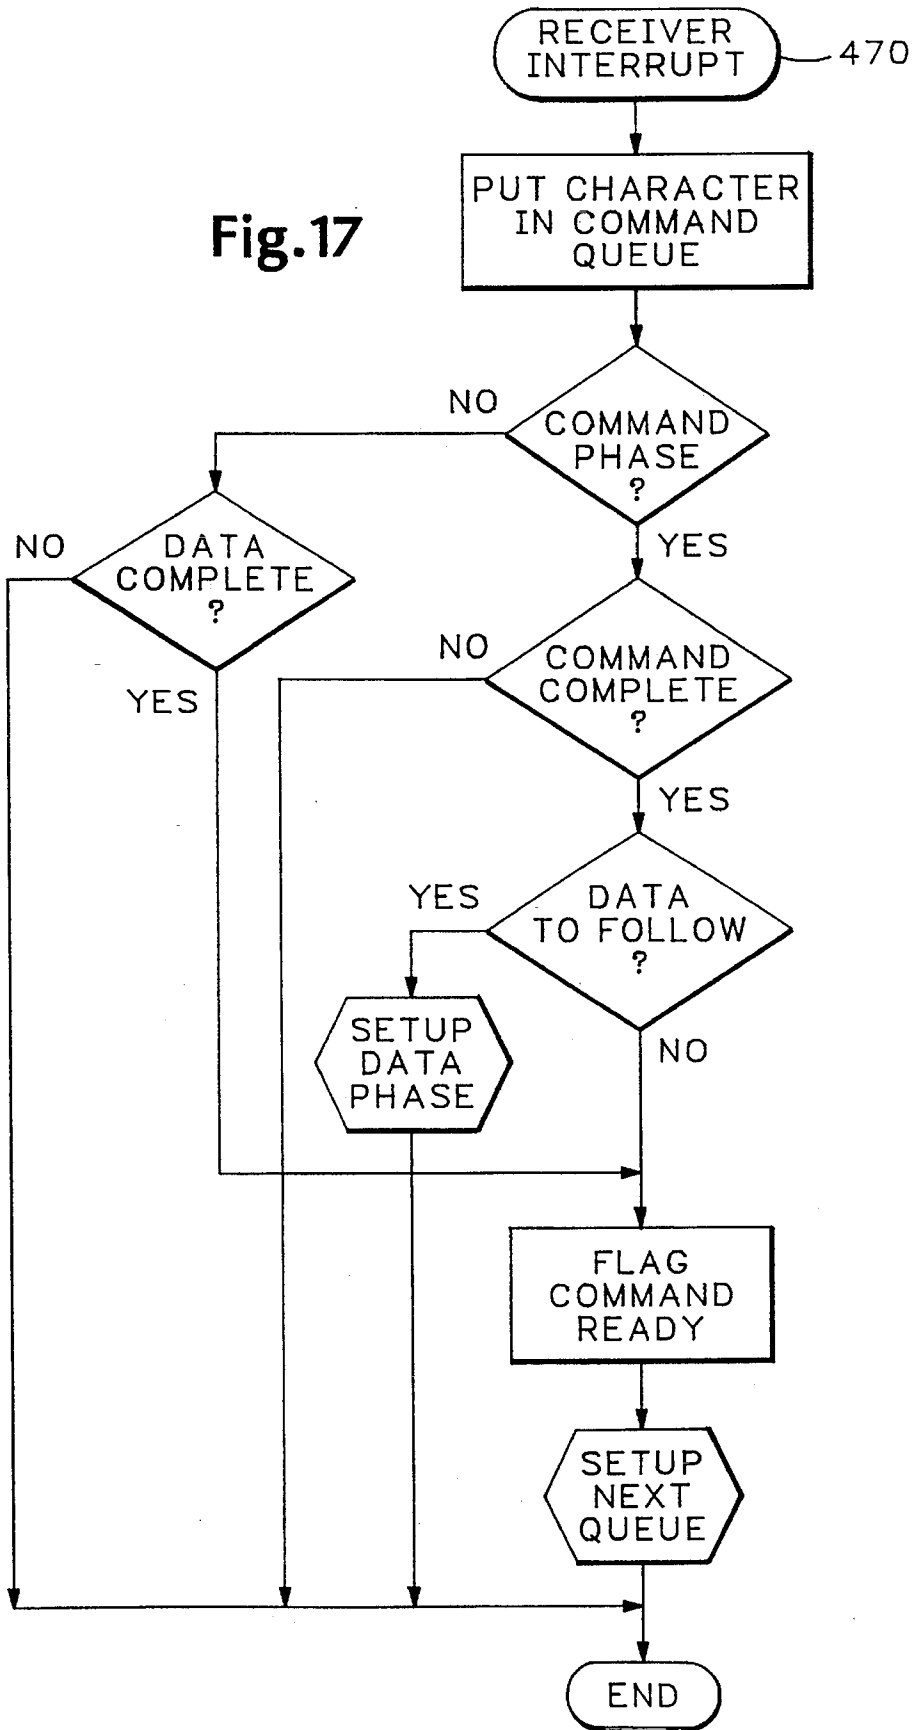 RECEIVER
INTERRUPT
470
PUT CHARACTER
IN COMMAND
QUEUE
Fig.17
NO
COMMAND
PHASE
?
YES
NO
DATA
COMPLETE
?
YES
NO
COMMAND
COMPLETE
?
YES
YES
DATA
TO FOLLOW
?
NO
SETUP
DATA
PHASE
FLAG
COMMAND
READY
SETUP
NEXT
QUEUE
END